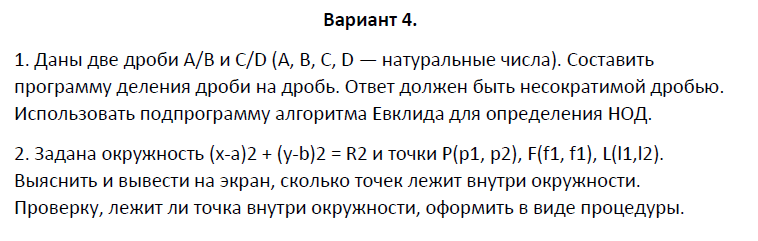 Вариант 4.
1. Даны две дроби A/B и C/D (A, B, C, D — натуральные числа). Составить
программу деления дроби на дробь. Ответ должен быть несократимой дробью.
Использовать подпрограмму алгоритма Евклида для определения НОД.
2. Задана окружность (x-a)2 + (y-b)2 = R2 и точки P(p1, p2), F(f1, f1), L(l1,l2).
Выяснить и вывести на экран, сколько точек лежит внутри окружности.
Проверку, лежит ли точка внутри окружности, оформить в виде процедуры.